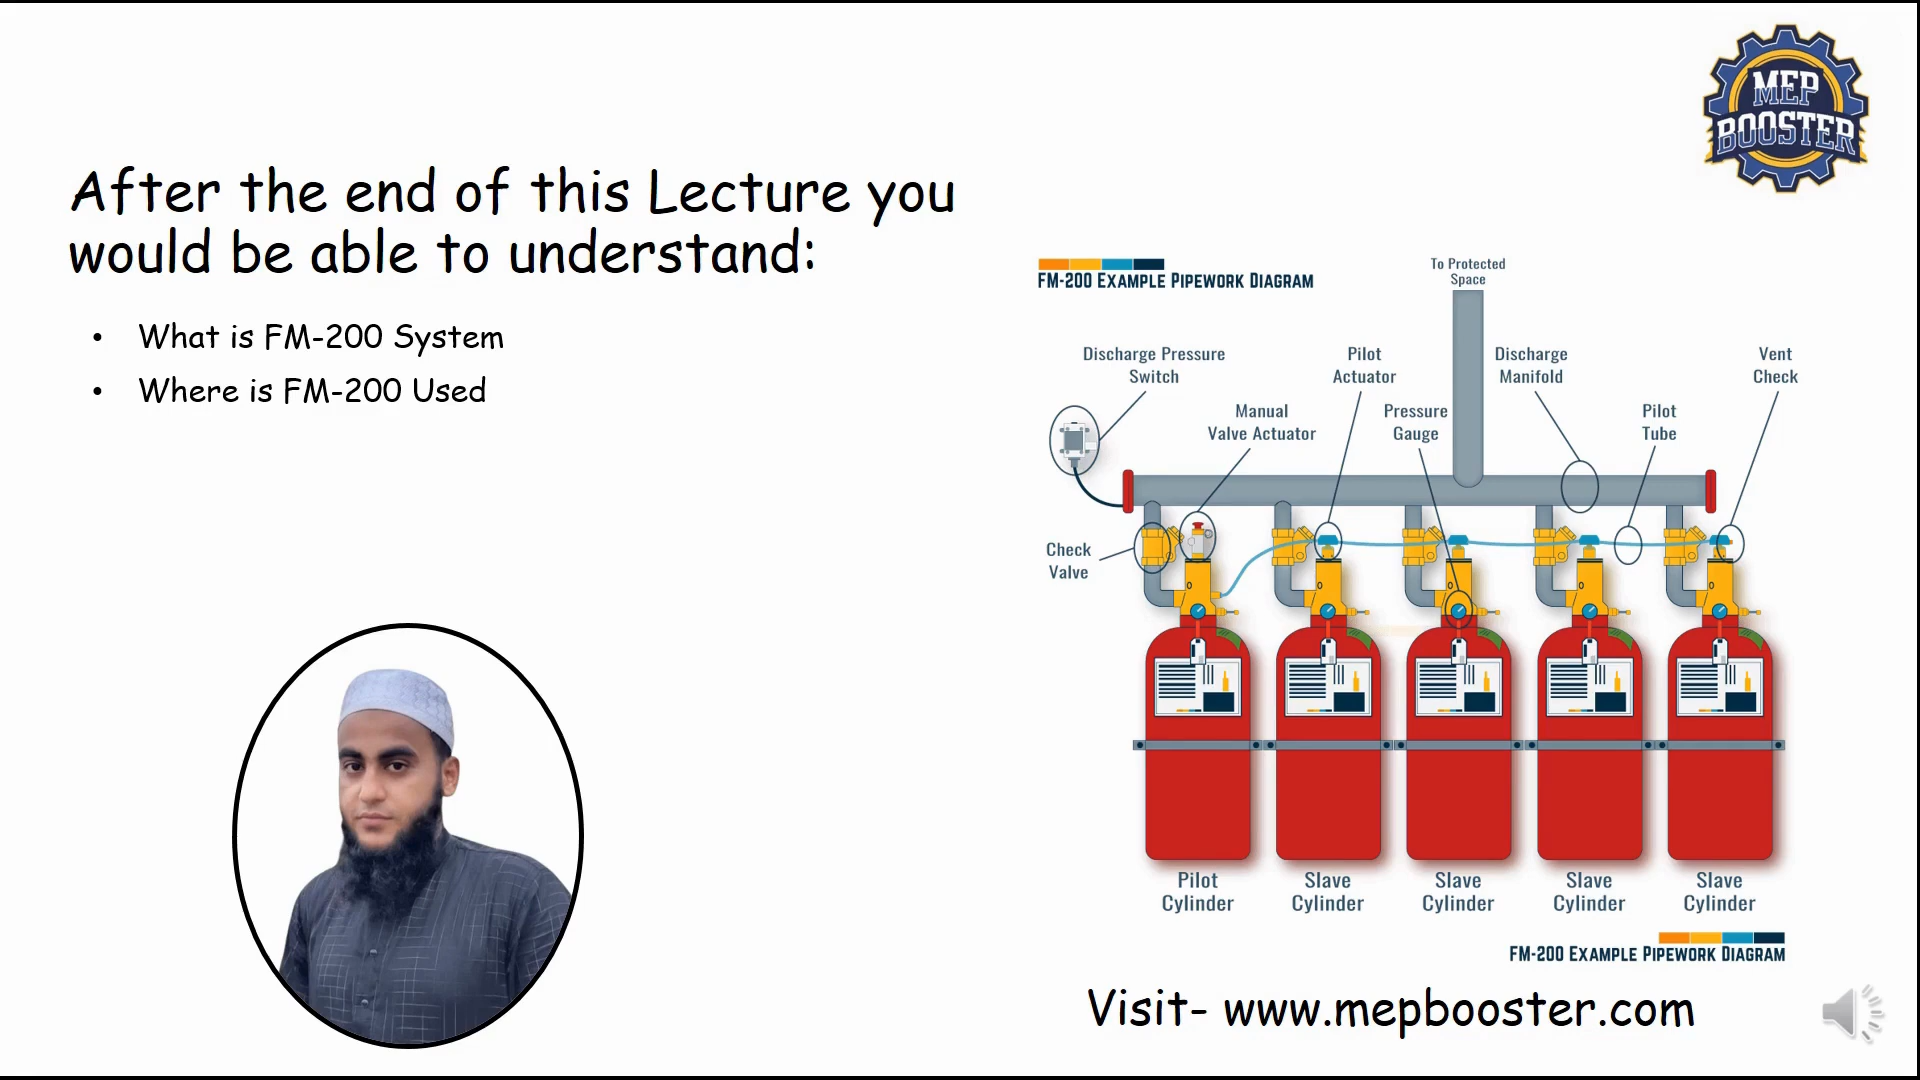 MEP
BOOSTER
After the end of this Lecture you
would be able to understand:
• What is FM-200 System
• Where is FM-200 Used
FM-200 EXAMPLE PIPEWORK DIAGRAM
To Protected
Space
Discharge Pressure
Switch
Pilot
Actuator
Discharge
Manifold
Vent
Check
Manual
Valve Actuator
Pressure
Gauge
Pilot
Tube
Check
Valve
Pilot
Cylinder
Slave
Cylinder
Slave
Cylinder
Slave
Cylinder
Slave
Cylinder
FM-200 EXAMPLE PIPEWORK DIAGRAM
Visit- www.mepbooster.com